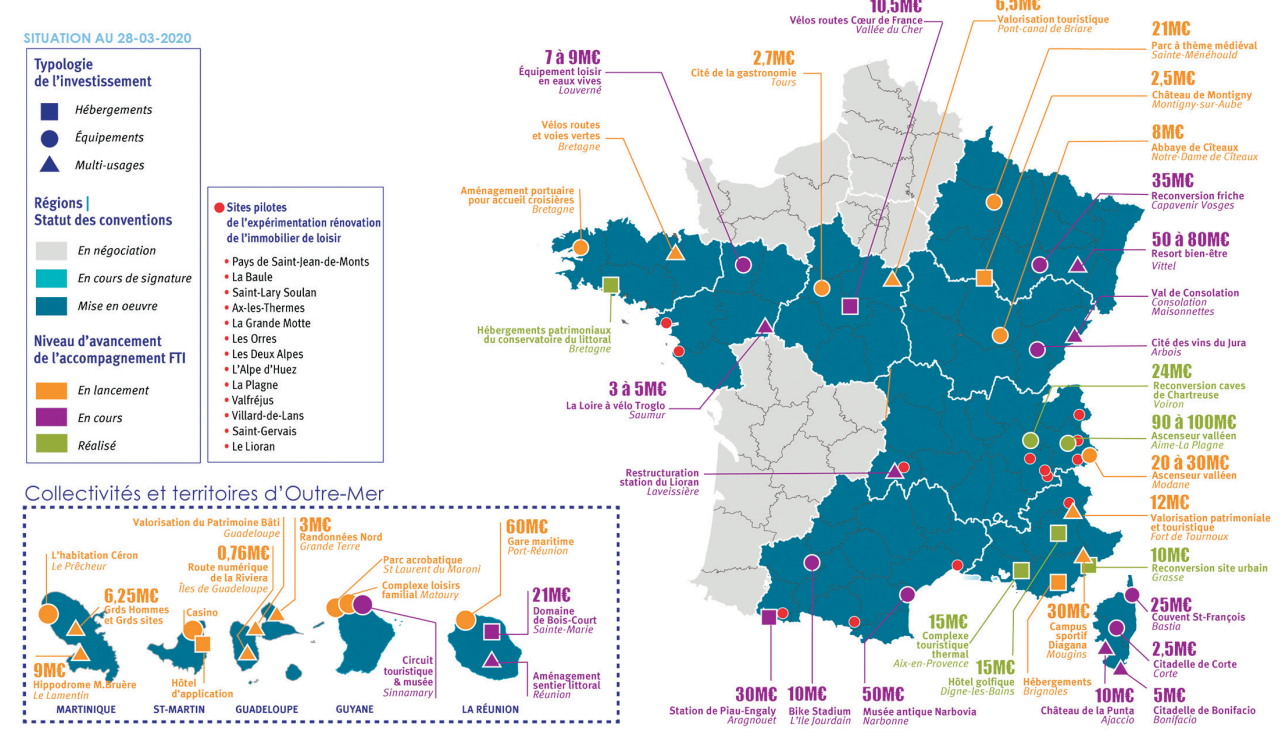 SITUATION AU 28-03-2020
Typologie
de l'investissement
Hébergements
Équipements
Multi-usages
Régions |
Statut des conventions
En négociation
En cours de signature
Mise en oeuvre
Niveau d'avancement
de l'accompagnement FTI
En lancement
En cours
Réalisé
Sites pilotes
de l'expérimentation rénovation
de l'immobilier de loisir
• Pays de Saint-Jean-de-Monts
• La Baule
• Saint-Lary Soulan
• Ax-les-Thermes
• La Grande Motte
• Les Orres
• Les Deux Alpes
• L'Alpe d'Huez
• La Plagne
• Valfréjus
• Villard-de-Lans
• Saint-Gervais
• Le Lioran
10,5M€
Vélos routes Cœur de France
Vallée du Cher
6,5M€
Valorisation touristique
Pont-canal de Briare
7 à 9M€
Équipement loisir
en eaux vives
Louverné
2,7M€
Cité de la gastronomie
Tours
Vélos routes
et voies vertes
Bretagne
Aménagement portuaire
pour accueil croisières
Bretagne
Hébergements patrimoniaux
du conservatoire du littoral
Bretagne
3 à 5M€
La Loire à vélo Troglo
Saumur
Restructuration
station du Lioran
Laveissière
21M€
Parc à thème médiéval
Sainte-Ménéhould
2,5M€
Château de Montigny
Montigny-sur-Aube
8M€
Abbaye de Cîteaux
Notre-Dame de Cîteaux
35M€
Reconversion friche
Capavenir Vosges
50 à 80M€
Resort bien-être
Vittel
Val de Consolation
Consolation
Maisonnettes
Cité des vins du Jura
Arbois
24M€
Reconversion caves
de Chartreuse
Voiron
90 à 100M€
Ascenseur valléen
Aime-La Plagne
20 à 30M€
Ascenseur valléen
Modane
12M€
Valorisation patrimoniale
et touristique
Fort de Tournoux
10M€
Reconversion site urbain
Grasse
25M€
Couvent St-François
Bastia
2,5M€
Citadelle de Corte
Corte
5M€
Citadelle de Bonifacio
Bonifacio
10M€
Château de la Punta
Ajaccio
30M€
Campus
sportif
Diagana
Mougins
Hébergements
Brignoles
15M€
Complexe
touristique
thermal
Aix-en-Provence
15M€
Hôtel golfique
Digne-les-Bains
50M€
Musée antique Narbovia
Narbonne
10M€
Bike Stadium
L'Ile Jourdain
30M€
Station de Piau-Engaly
Aragnouët
Collectivités et territoires d'Outre-Mer
L'habitation Céron
Le Prêcheur
6,25M€
Grds Hommes
et Grds sites
9M€
Hippodrome M.Bruère
Le Lamentin
MARTINIQUE
Casino
Hôtel
d'application
ST-MARTIN
Valorisation du Patrimoine Bâti
Guadeloupe
0,76M€
Route numérique
de la Riviera
Îles de Guadeloupe
3M€
Randonnées Nord
Grande Terre
GUADELOUPE
Parc acrobatique
St Laurent du Maroni
Complexe loisirs
familial Matoury
Circuit
touristique
& musée
Sinnamary
GUYANE
60M€
Gare maritime
Port-Réunion
21M€
Domaine
de Bois-Court
Sainte-Marie
Aménagement
sentier littoral
Réunion
LA RÉUNION